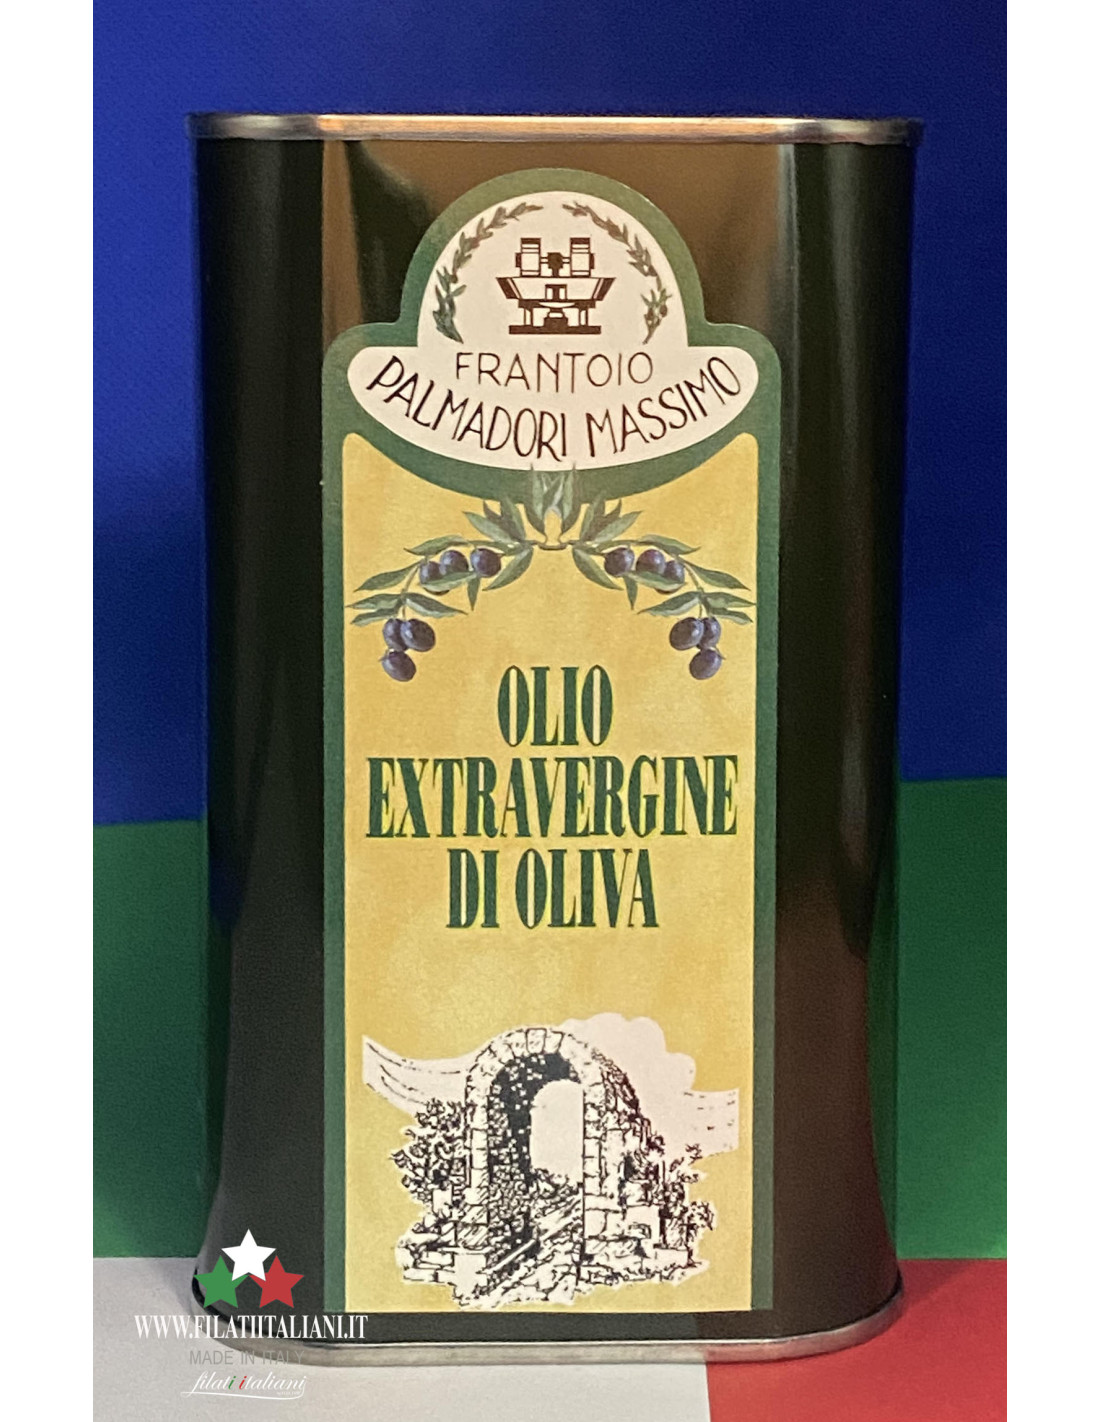 FRANTOIO
PALMADORI MASSIMO
OLIO
EXTRAVERGINE
DI OLIVA
WWW.FILATIITALIANI.IT
MADE IN ITALY
filati italiani